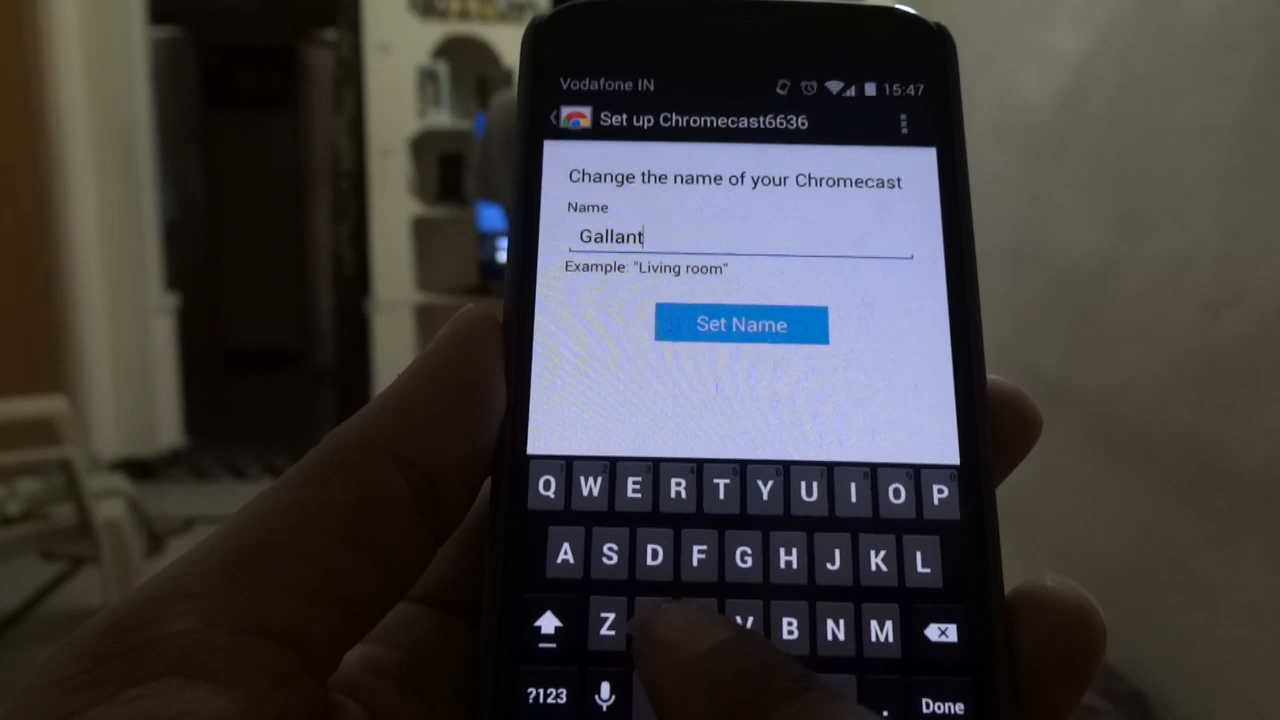 Vodafone IN 15:47
Set up Chromecast6636
Change the name of your Chromecast
Name
Gallant
Example: "Living room"
Set Name
Q W E R T Y U I O P
A S D F G H J K L
Z V B N M
?123 . Done